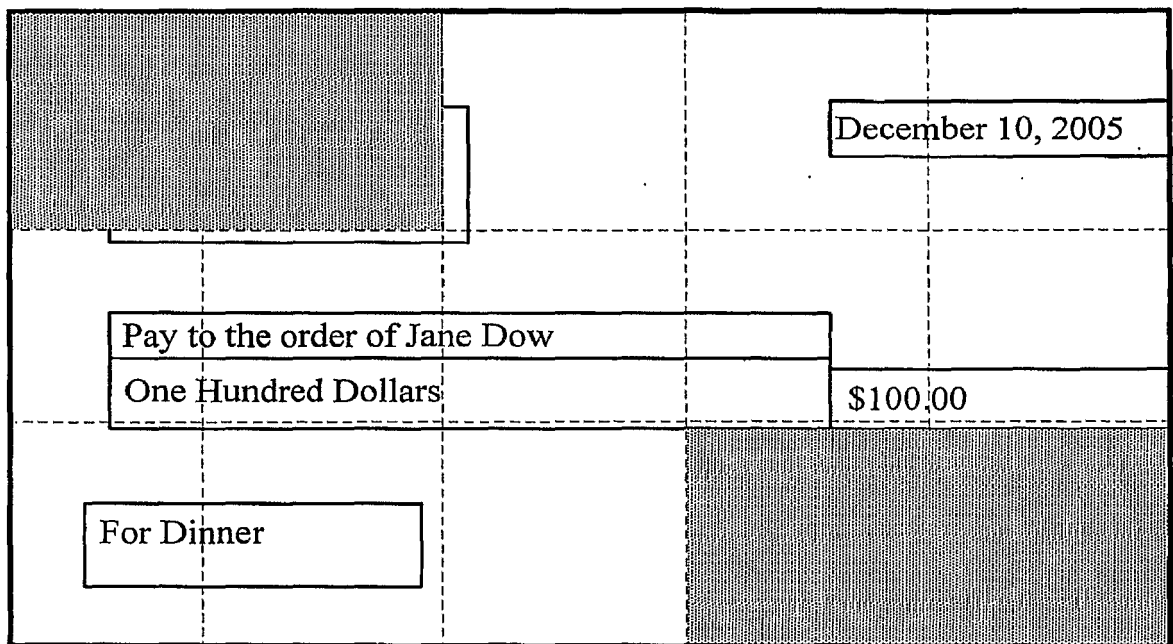 December 10, 2005
Pay to the order of Jane Dow
One Hundred Dollars
$100.00
For Dinner